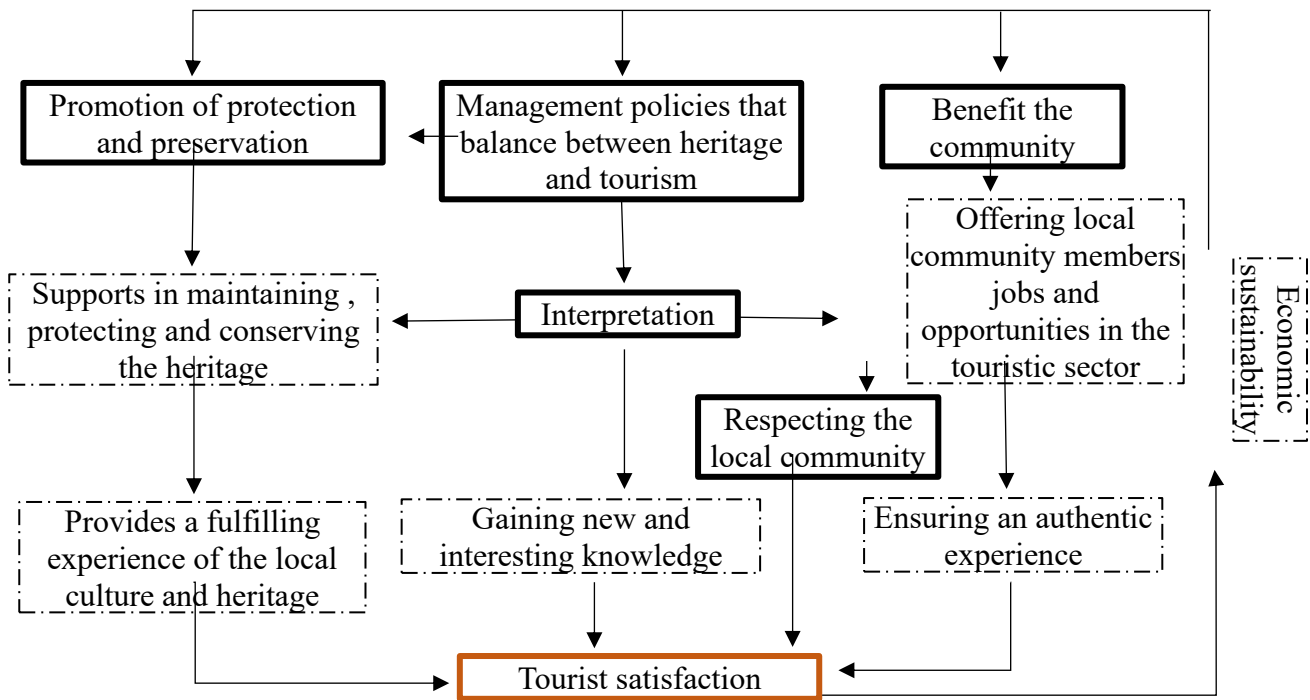 Promotion of protection
and preservation
Management policies that
balance between heritage
and tourism
Benefit the
community
Offering local
community members
jobs and
opportunities in the
touristic sector
Economic
sustainability
Supports in maintaining ,
protecting and conserving
the heritage
Interpretation
Respecting the
local community
Provides a fulfilling
experience of the local
culture and heritage
Gaining new and
interesting knowledge
Ensuring an authentic
experience
Tourist satisfaction